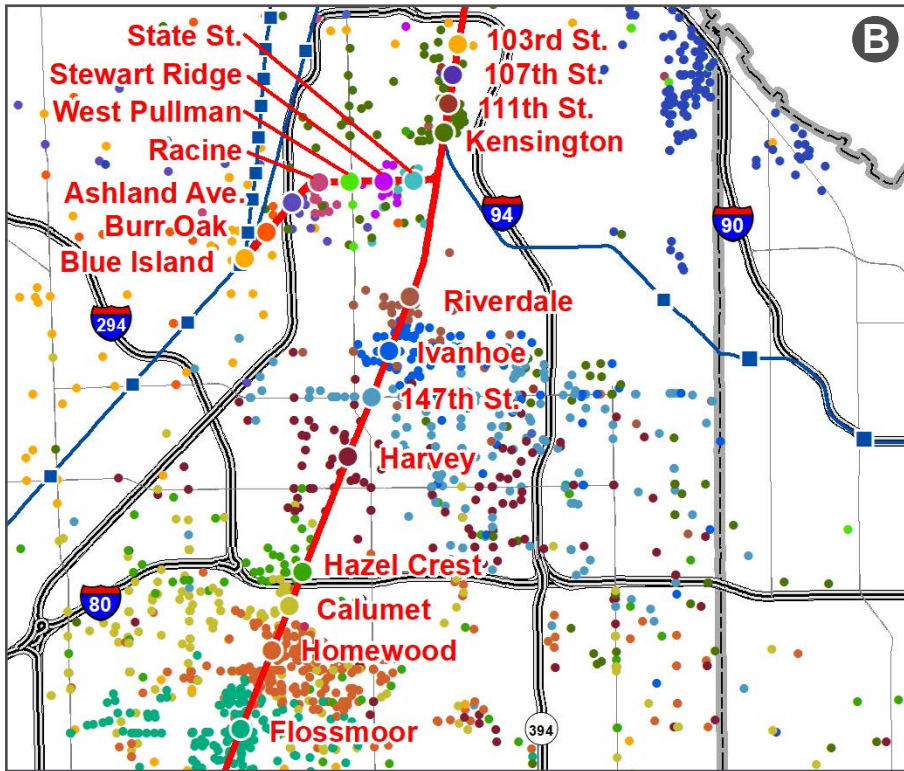 B
State St.
103rd St.
Stewart Ridge
107th St.
West Pullman
111th St.
Kensington
Racine
Ashland Ave.
94
90
Burr Oak
Blue Island
Riverdale
294
Ivanhoe
147th St.
Harvey
Hazel Crest
80
Calumet
Homewood
Flossmoor
394